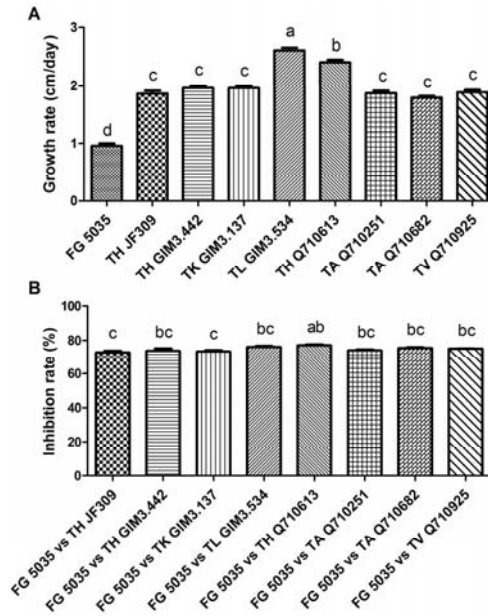 A
Growth rate (cm/day)
3
2
1
0
d
c
c
c
a
b
c
c
c
FG 5035
TH JF309
TH GIM3.442
TK GIM3.137
TL GIM3.534
TH Q710613
TA Q710251
TA Q710682
TV Q710925
B
Inhibition rate (%)
100
80
60
40
20
0
c
bc
c
bc
ab
bc
bc
bc
FG 5035 vs TH JF309
FG 5035 vs TH GIM3.442
FG 5035 vs TK GIM3.137
FG 5035 vs TL GIM3.534
FG 5035 vs TH Q710613
FG 5035 vs TA Q710251
FG 5035 vs TA Q710682
FG 5035 vs TV Q710925